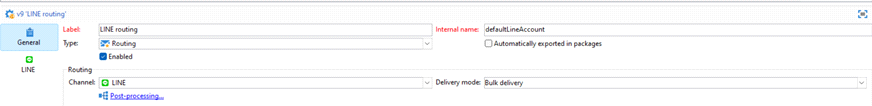 v9 'LINE routing'
General
LINE
Label: LINE routing
Internal name: defaultLineAccount
Type: Routing
Automatically exported in packages
Enabled
Routing
Channel: LINE
Delivery mode: Bulk delivery
Post-processing...